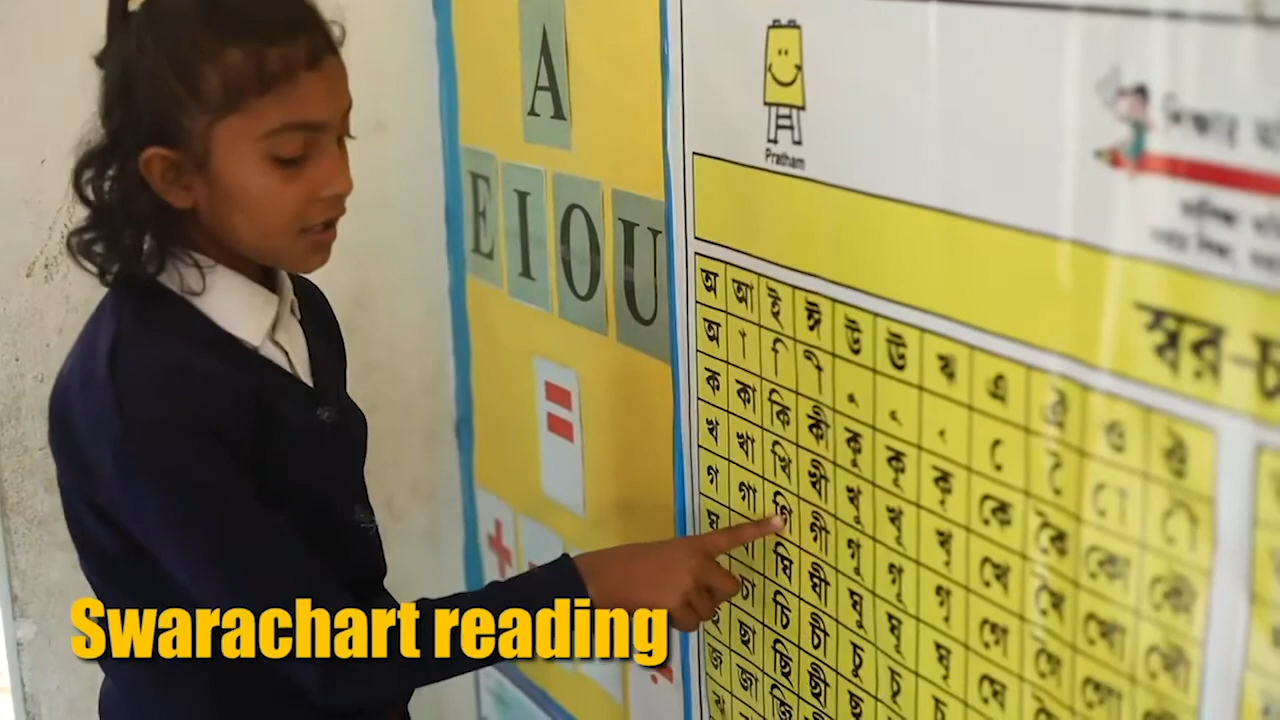 A
E I O U
=
+
Pratham
স্বর-চ
অ আ ই ঈ উ ঊ ঋ এ ঐ ও ঔ
অ া ি ী ু ূ ৃ ে ৈ ো ৌ
ক কা কি কী কু কূ কৃ কে কৈ কো কৌ
খ খা খি খী খু খূ খৃ খে খৈ খো খৌ
গ গা গি গী গু গূ গৃ গে গৈ গো
ঘ ঘি ঘী ঘু ঘূ ঘৃ ঘে
চা চি চী চু চূ চৃ
ছ ছা ছি ছী ছু
জ জা জি
Swarachart reading